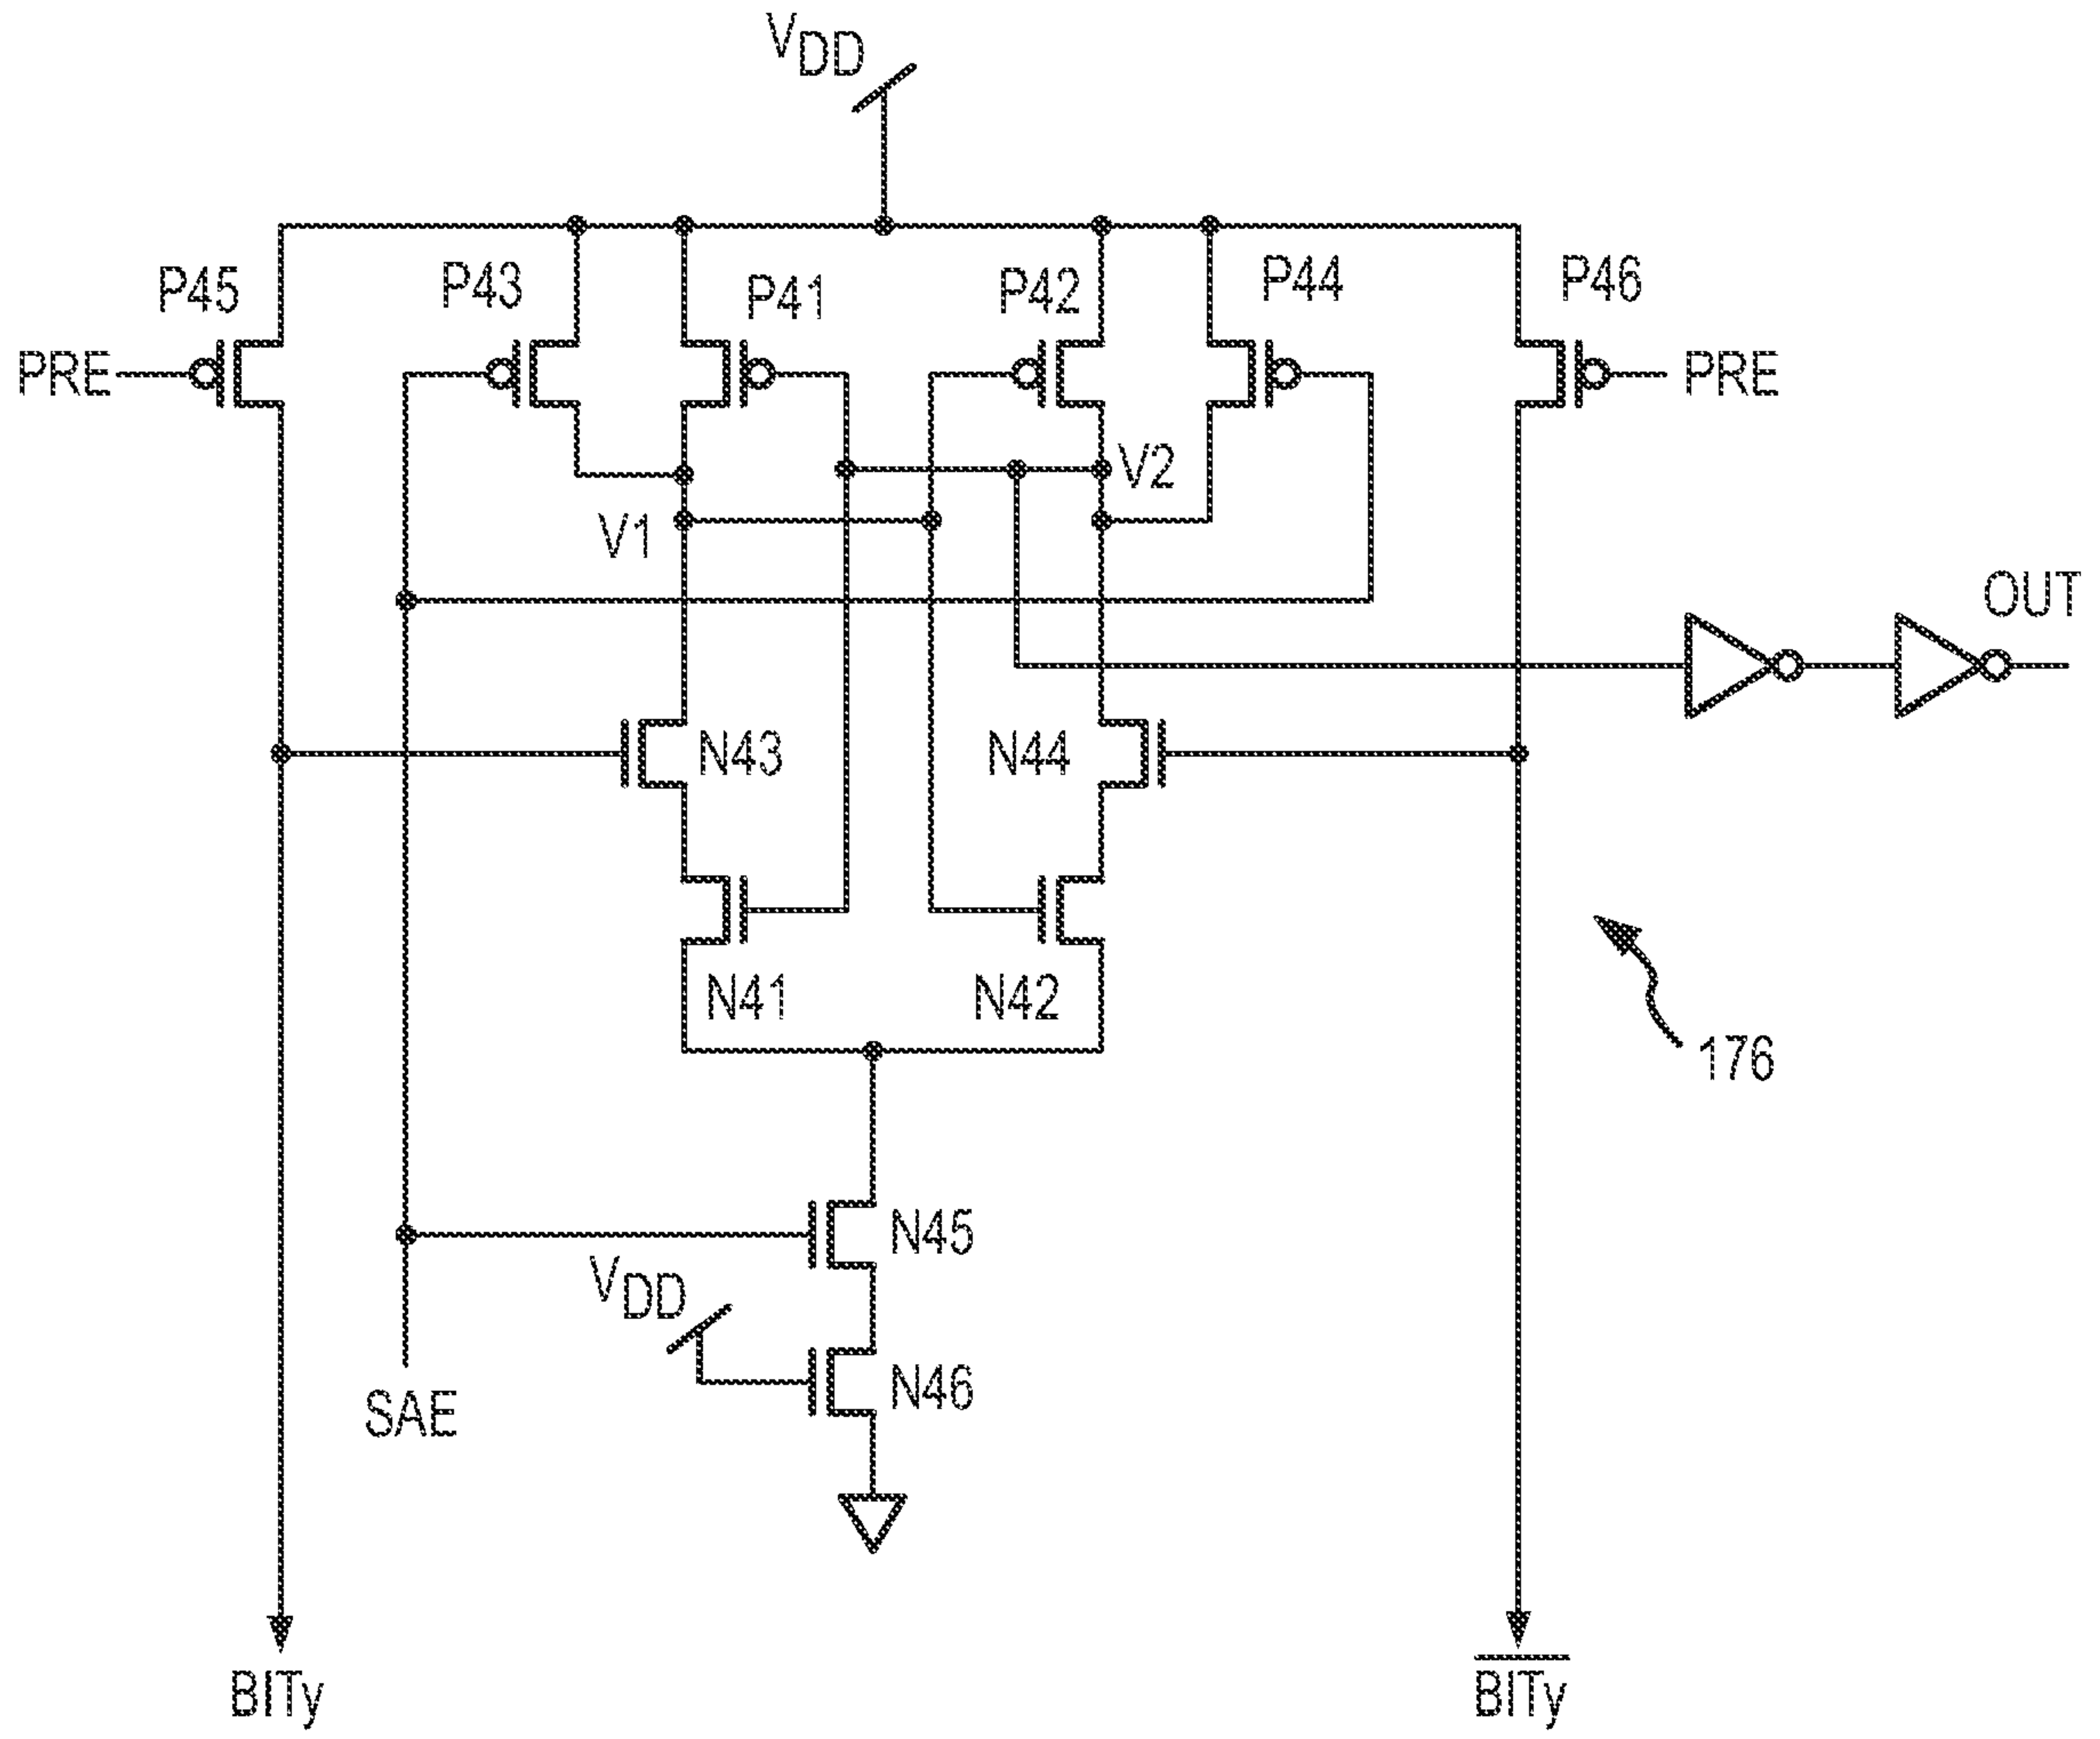 VDD
P45
P43
P41
P42
P44
P46
PRE
PRE
V2
V1
OUT
N43
N44
N41
N42
176
N45
VDD
N46
SAE
BITy
BITy